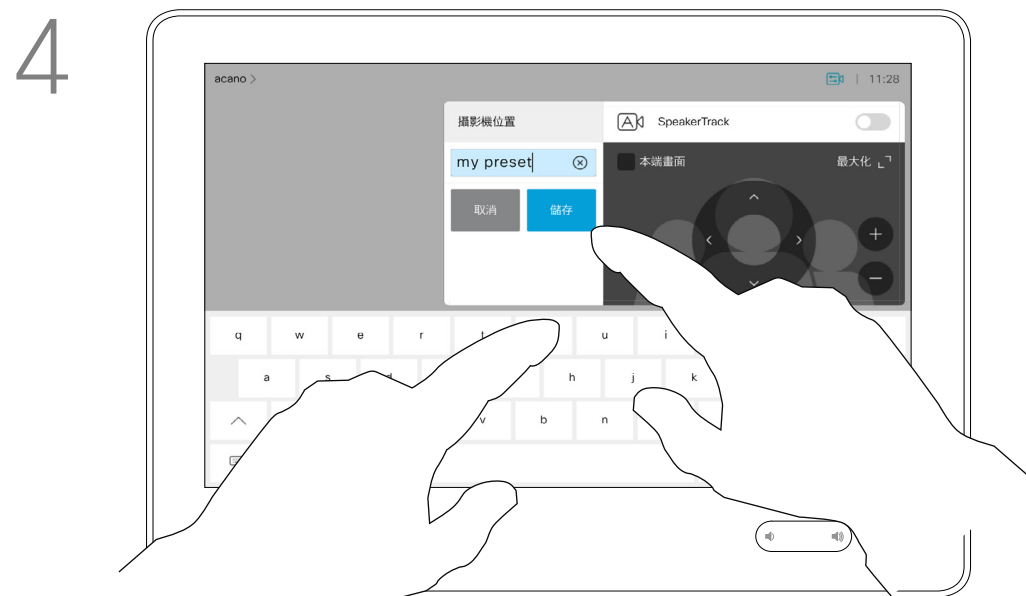 4
acano >
11:28
攝影機位置
SpeakerTrack
my preset
本端畫面
最大化
取消
儲存
q w e r t u i
a s d h j k
v b n